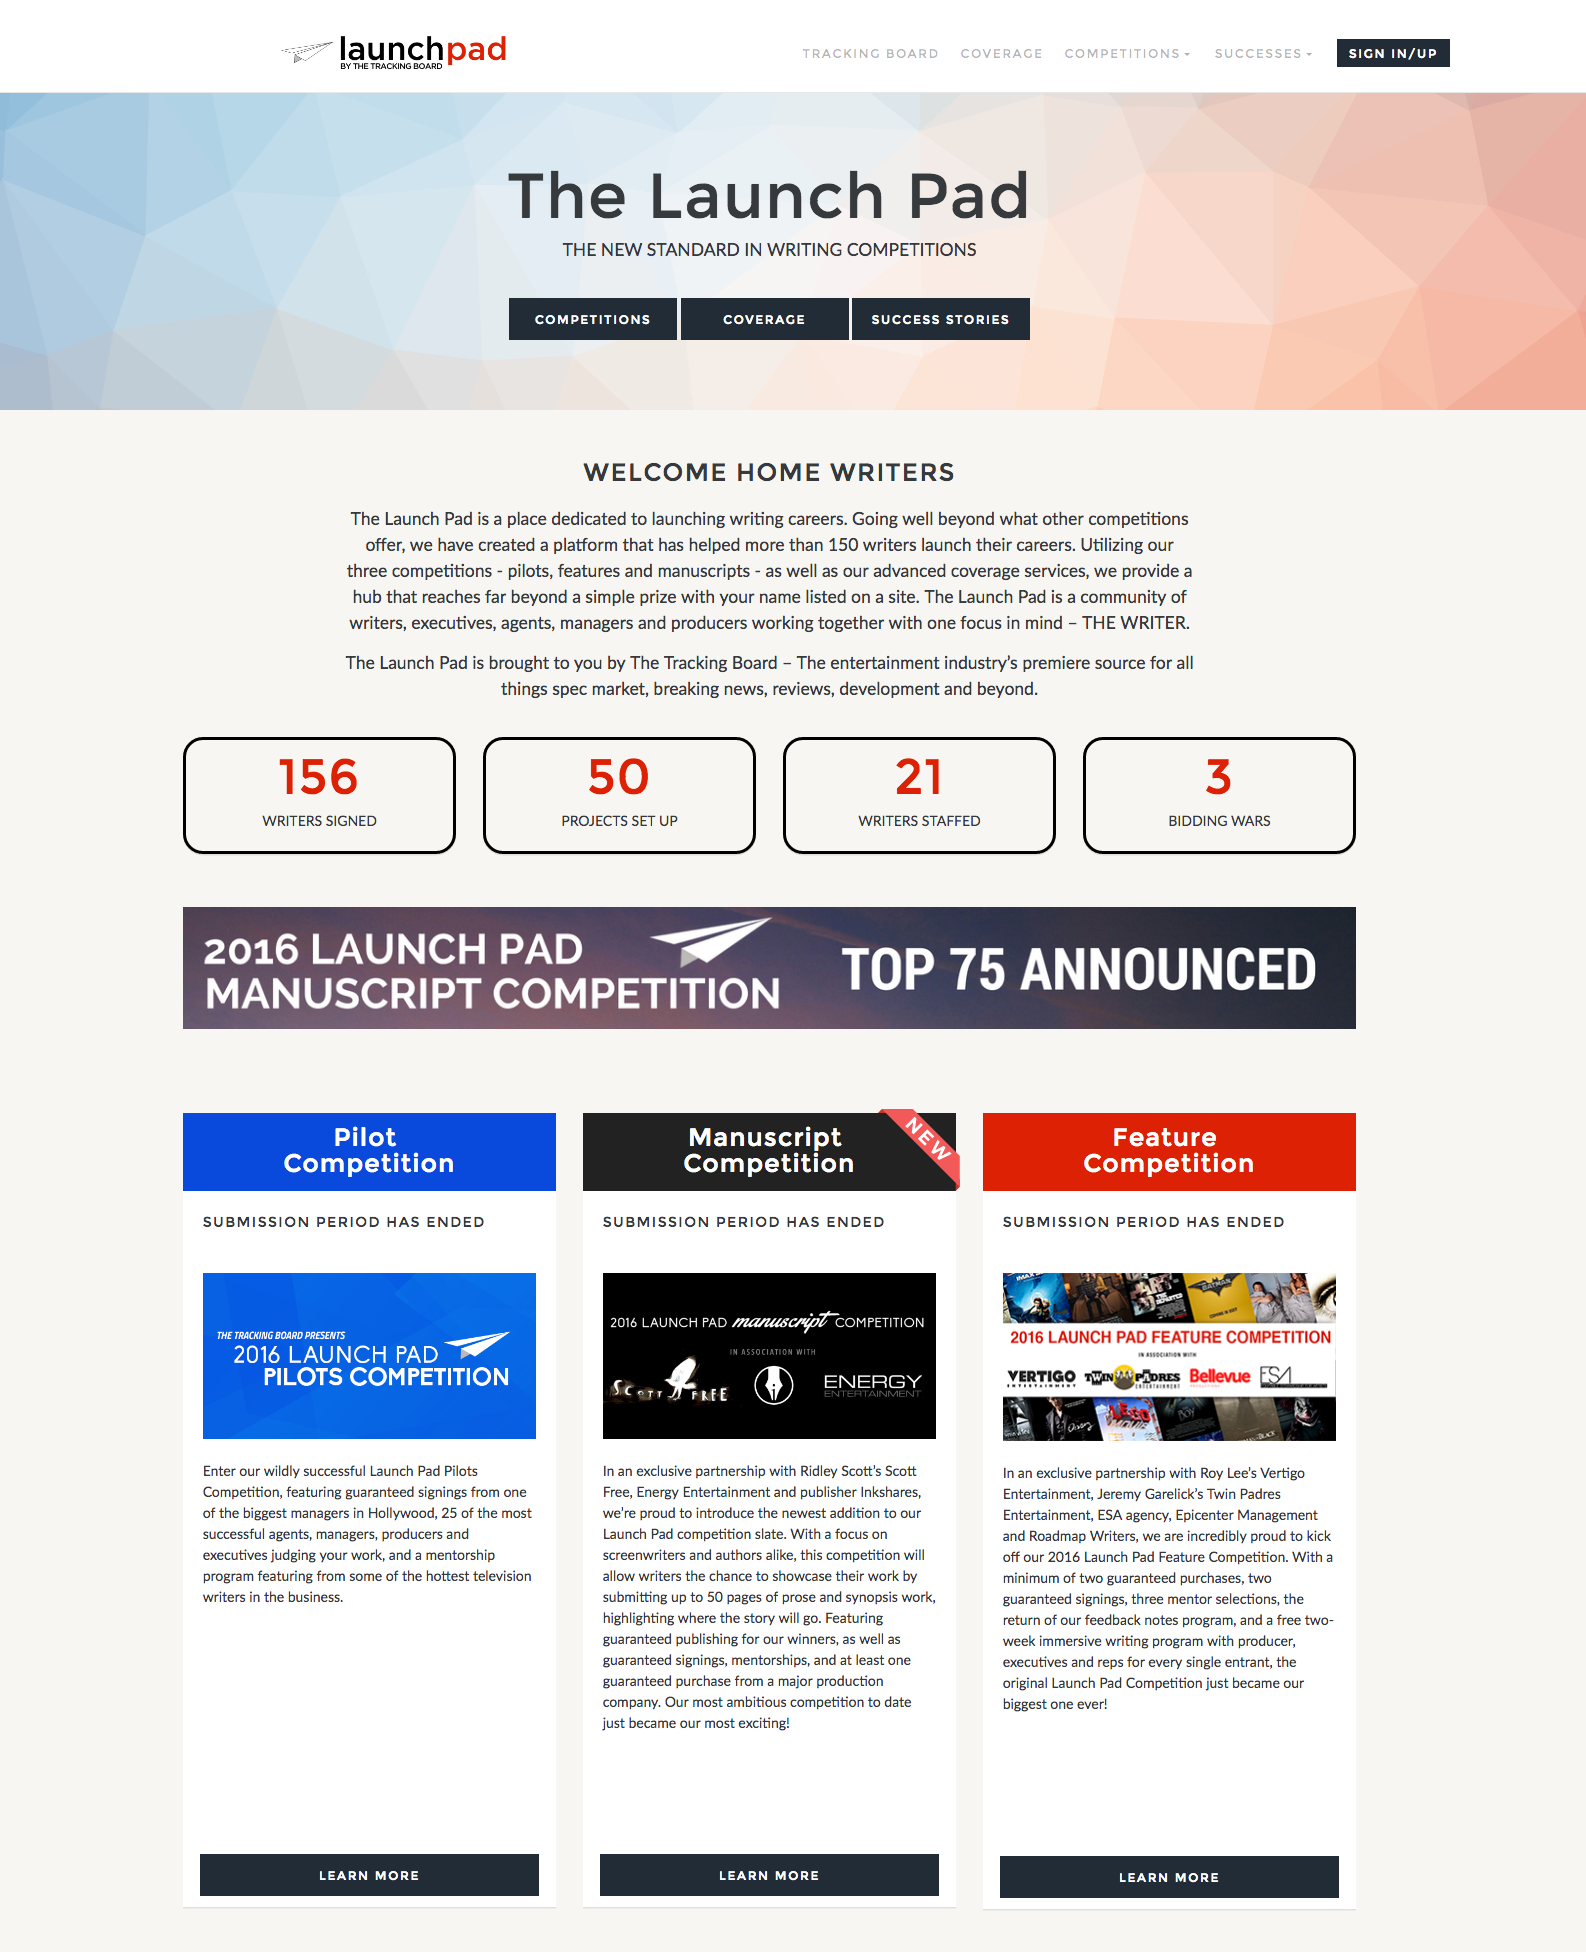 launchpad
BY THE TRACKING BOARD
TRACKING BOARD
COVERAGE
COMPETITIONS
SUCCESSES
SIGN IN/UP
The Launch Pad
THE NEW STANDARD IN WRITING COMPETITIONS
COMPETITIONS
COVERAGE
SUCCESS STORIES
WELCOME HOME WRITERS
The Launch Pad is a place dedicated to launching writing careers. Going well beyond what other competitions
offer, we have created a platform that has helped more than 150 writers launch their careers. Utilizing our
three competitions - pilots, features and manuscripts - as well as our advanced coverage services, we provide a
hub that reaches far beyond a simple prize with your name listed on a site. The Launch Pad is a community of
writers, executives, agents, managers and producers working together with one focus in mind – THE WRITER.
The Launch Pad is brought to you by The Tracking Board – The entertainment industry’s premiere source for all
things spec market, breaking news, reviews, development and beyond.
156
WRITERS SIGNED
50
PROJECTS SET UP
21
WRITERS STAFFED
3
BIDDING WARS
2016 LAUNCH PAD
MANUSCRIPT COMPETITION
TOP 75 ANNOUNCED
Pilot
Competition
SUBMISSION PERIOD HAS ENDED
THE TRACKING BOARD PRESENTS
2016 LAUNCH PAD
PILOTS COMPETITION
Enter our wildly successful Launch Pad Pilots
Competition, featuring guaranteed signings from one
of the biggest managers in Hollywood, 25 of the most
successful agents, managers, producers and
executives judging your work, and a mentorship
program featuring from some of the hottest television
writers in the business.
LEARN MORE
Manuscript
Competition
NEW
SUBMISSION PERIOD HAS ENDED
2016 LAUNCH PAD manuscript COMPETITION
IN ASSOCIATION WITH
SCOTT FREE
ENERGY
ENTERTAINMENT
In an exclusive partnership with Ridley Scott’s Scott
Free, Energy Entertainment and publisher Inkshares,
we’re proud to introduce the newest addition to our
Launch Pad competition slate. With a focus on
screenwriters and authors alike, this competition will
allow writers the chance to showcase their work by
submitting up to 50 pages of prose and synopsis work,
highlighting where the story will go. Featuring
guaranteed publishing for our winners, as well as
guaranteed signings, mentorships, and at least one
guaranteed purchase from a major production
company. Our most ambitious competition to date
just became our most exciting!
LEARN MORE
Feature
Competition
SUBMISSION PERIOD HAS ENDED
BATMAN
2016 LAUNCH PAD FEATURE COMPETITION
IN ASSOCIATION WITH
VERTIGO
ENTERTAINMENT
TWIN PADRES
ENTERTAINMENT
Bellevue
ESA
LEGO
In an exclusive partnership with Roy Lee’s Vertigo
Entertainment, Jeremy Garelick’s Twin Padres
Entertainment, ESA agency, Epicenter Management
and Roadmap Writers, we are incredibly proud to kick
off our 2016 Launch Pad Feature Competition. With a
minimum of two guaranteed purchases, two
guaranteed signings, three mentor selections, the
return of our feedback notes program, and a free two-
week immersive writing program with producer,
executives and reps for every single entrant, the
original Launch Pad Competition just became our
biggest one ever!
LEARN MORE